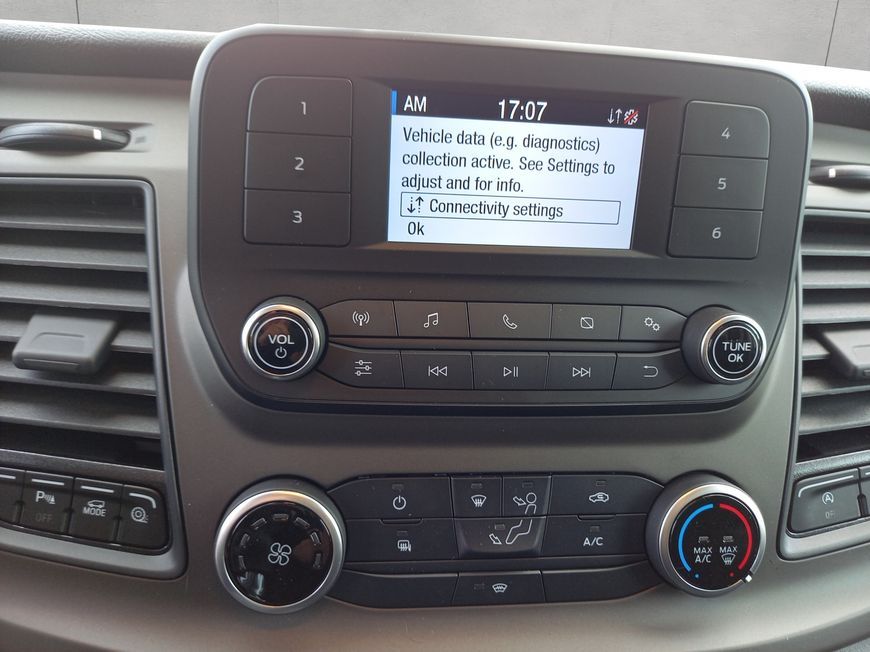 AM 17:07
Vehicle data (e.g. diagnostics)
collection active. See Settings to
adjust and for info.
Connectivity settings
Ok
1
2
3
4
5
6
VOL
TUNE
OK
P
OFF
MODE
A/C
MAX
A/C
MAX
A
OFF